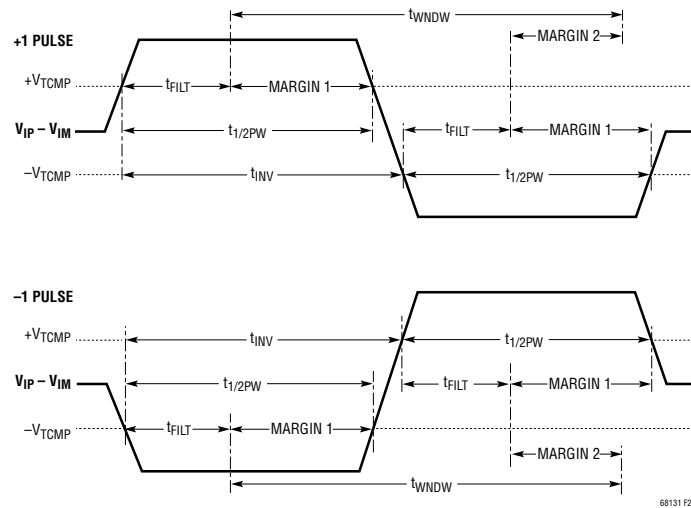 tWNDW
+1 PULSE
MARGIN 2
+VTCMP
tFILT
MARGIN 1
VIP – VIM
t1/2PW
tFILT
MARGIN 1
–VTCMP
tINV
t1/2PW
–1 PULSE
+VTCMP
tINV
t1/2PW
VIP – VIM
t1/2PW
tFILT
MARGIN 1
–VTCMP
tFILT
MARGIN 1
MARGIN 2
tWNDW
68131 F2